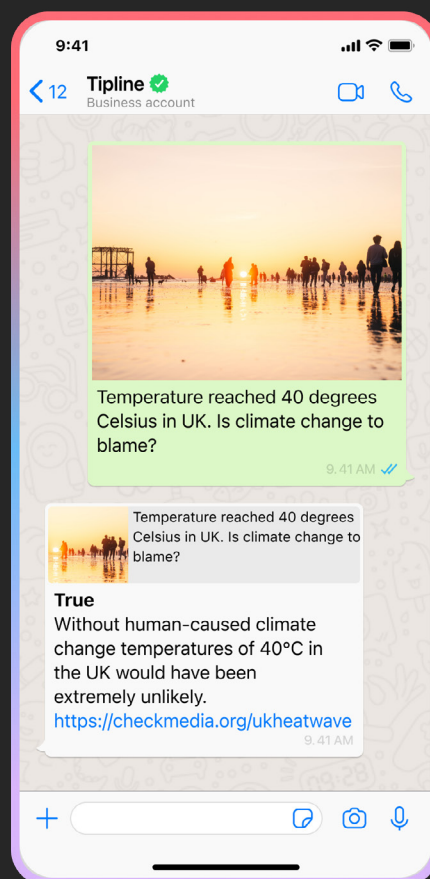 9:41
12
Tipline
Business account
Temperature reached 40 degrees
Celsius in UK. Is climate change to
blame?
9.41 AM
Temperature reached 40 degrees
Celsius in UK. Is climate change to
blame?
True
Without human-caused climate
change temperatures of 40°C in
the UK would have been
extremely unlikely.
https://checkmedia.org/ukheatwave
9.41 AM